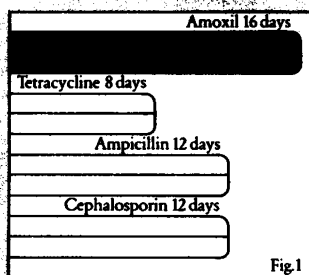 Amoxil 16 days
Tetracycline 8 days
Ampicillin 12 days
Cephalosporin 12 days
Fig.1